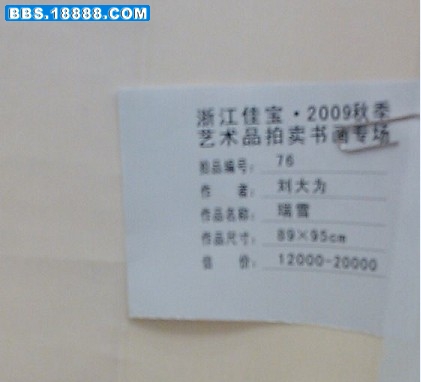 BBS.18888.COM
浙江佳宝·2009秋季
艺术品拍卖书画专场
拍品编号: 76
作 者: 刘大为
作品名称: 瑞雪
作品尺寸: 89×95cm
估 价: 12000-20000